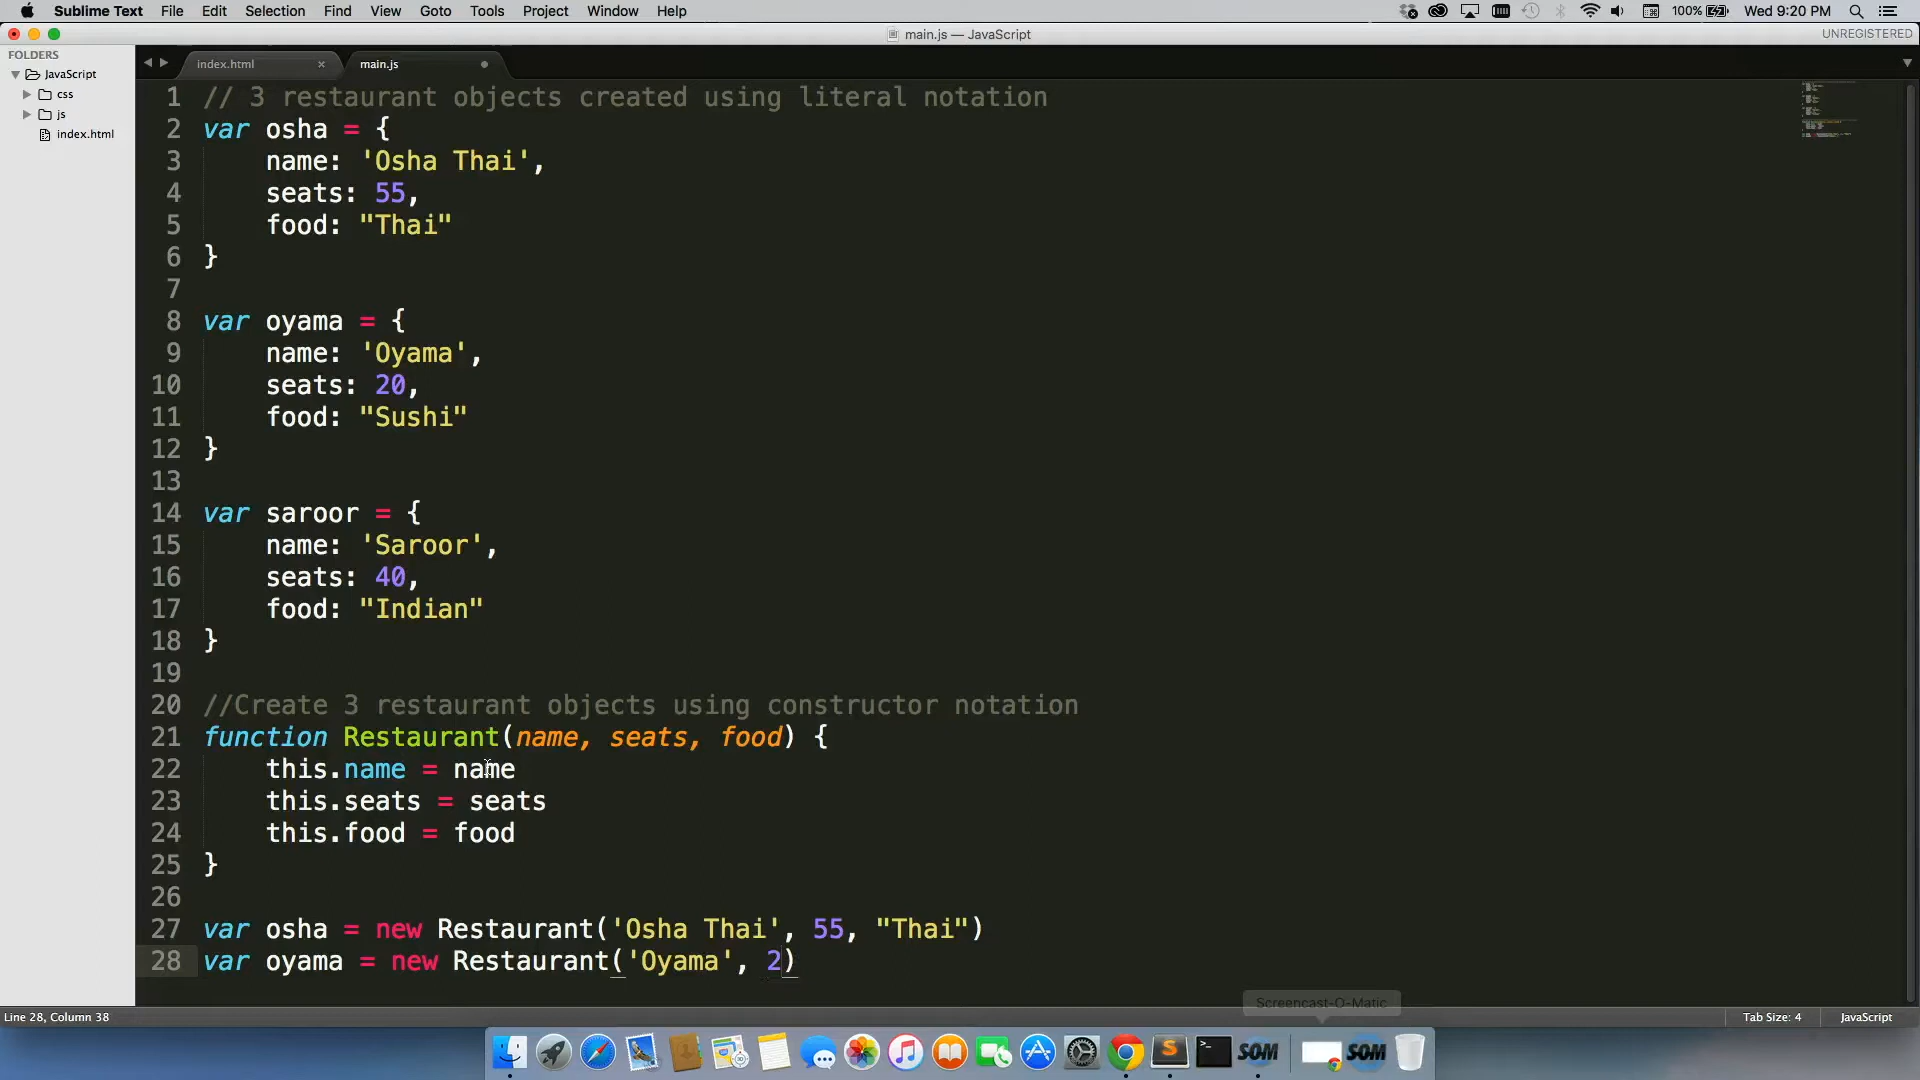 Sublime Text File Edit Selection Find View Goto Tools Project Window Help 100% Wed 9:20 PM
main.js — JavaScript UNREGISTERED
FOLDERS
JavaScript
css
js
index.html
index.html main.js
1 // 3 restaurant objects created using literal notation
2 var osha = {
3 name: 'Osha Thai',
4 seats: 55,
5 food: "Thai"
6 }
7
8 var oyama = {
9 name: 'Oyama',
10 seats: 20,
11 food: "Sushi"
12 }
13
14 var saroor = {
15 name: 'Saroor',
16 seats: 40,
17 food: "Indian"
18 }
19
20 //Create 3 restaurant objects using constructor notation
21 function Restaurant(name, seats, food) {
22 this.name = name
23 this.seats = seats
24 this.food = food
25 }
26
27 var osha = new Restaurant('Osha Thai', 55, "Thai")
28 var oyama = new Restaurant('Oyama', 2)
Screencast-O-Matic
Line 28, Column 38 Tab Size: 4 JavaScript
SOM SOM